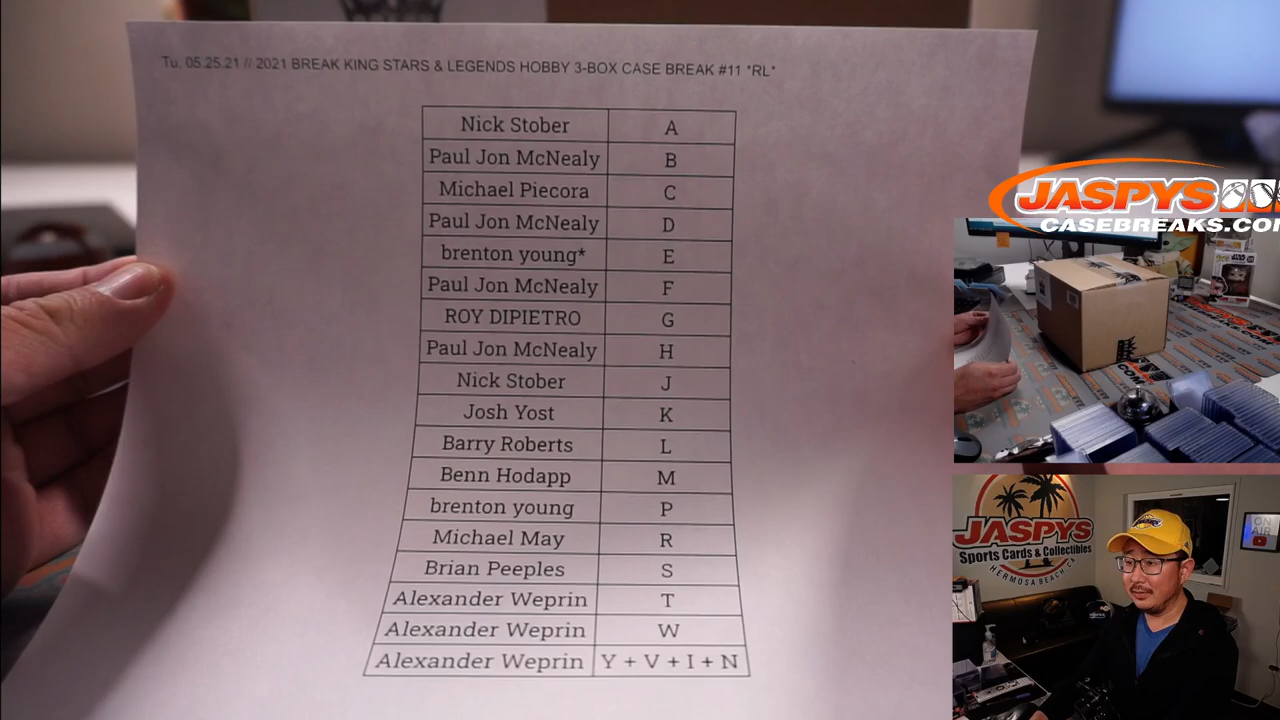 Tu. 05.25.21 // 2021 BREAK KING STARS & LEGENDS HOBBY 3-BOX CASE BREAK #11 *RL*
Nick Stober A
Paul Jon McNealy B
Michael Piecora C
Paul Jon McNealy D
brenton young* E
Paul Jon McNealy F
ROY DIPIETRO G
Paul Jon McNealy H
Nick Stober J
Josh Yost K
Barry Roberts L
Benn Hodapp M
brenton young P
Michael May R
Brian Peeples S
Alexander Weprin T
Alexander Weprin W
Alexander Weprin Y + V + I + N
JASPYS
CASEBREAKS.COM
JASPYS
Sports Cards & Collectibles
HERMOSA BEACH CA
ON
AIR